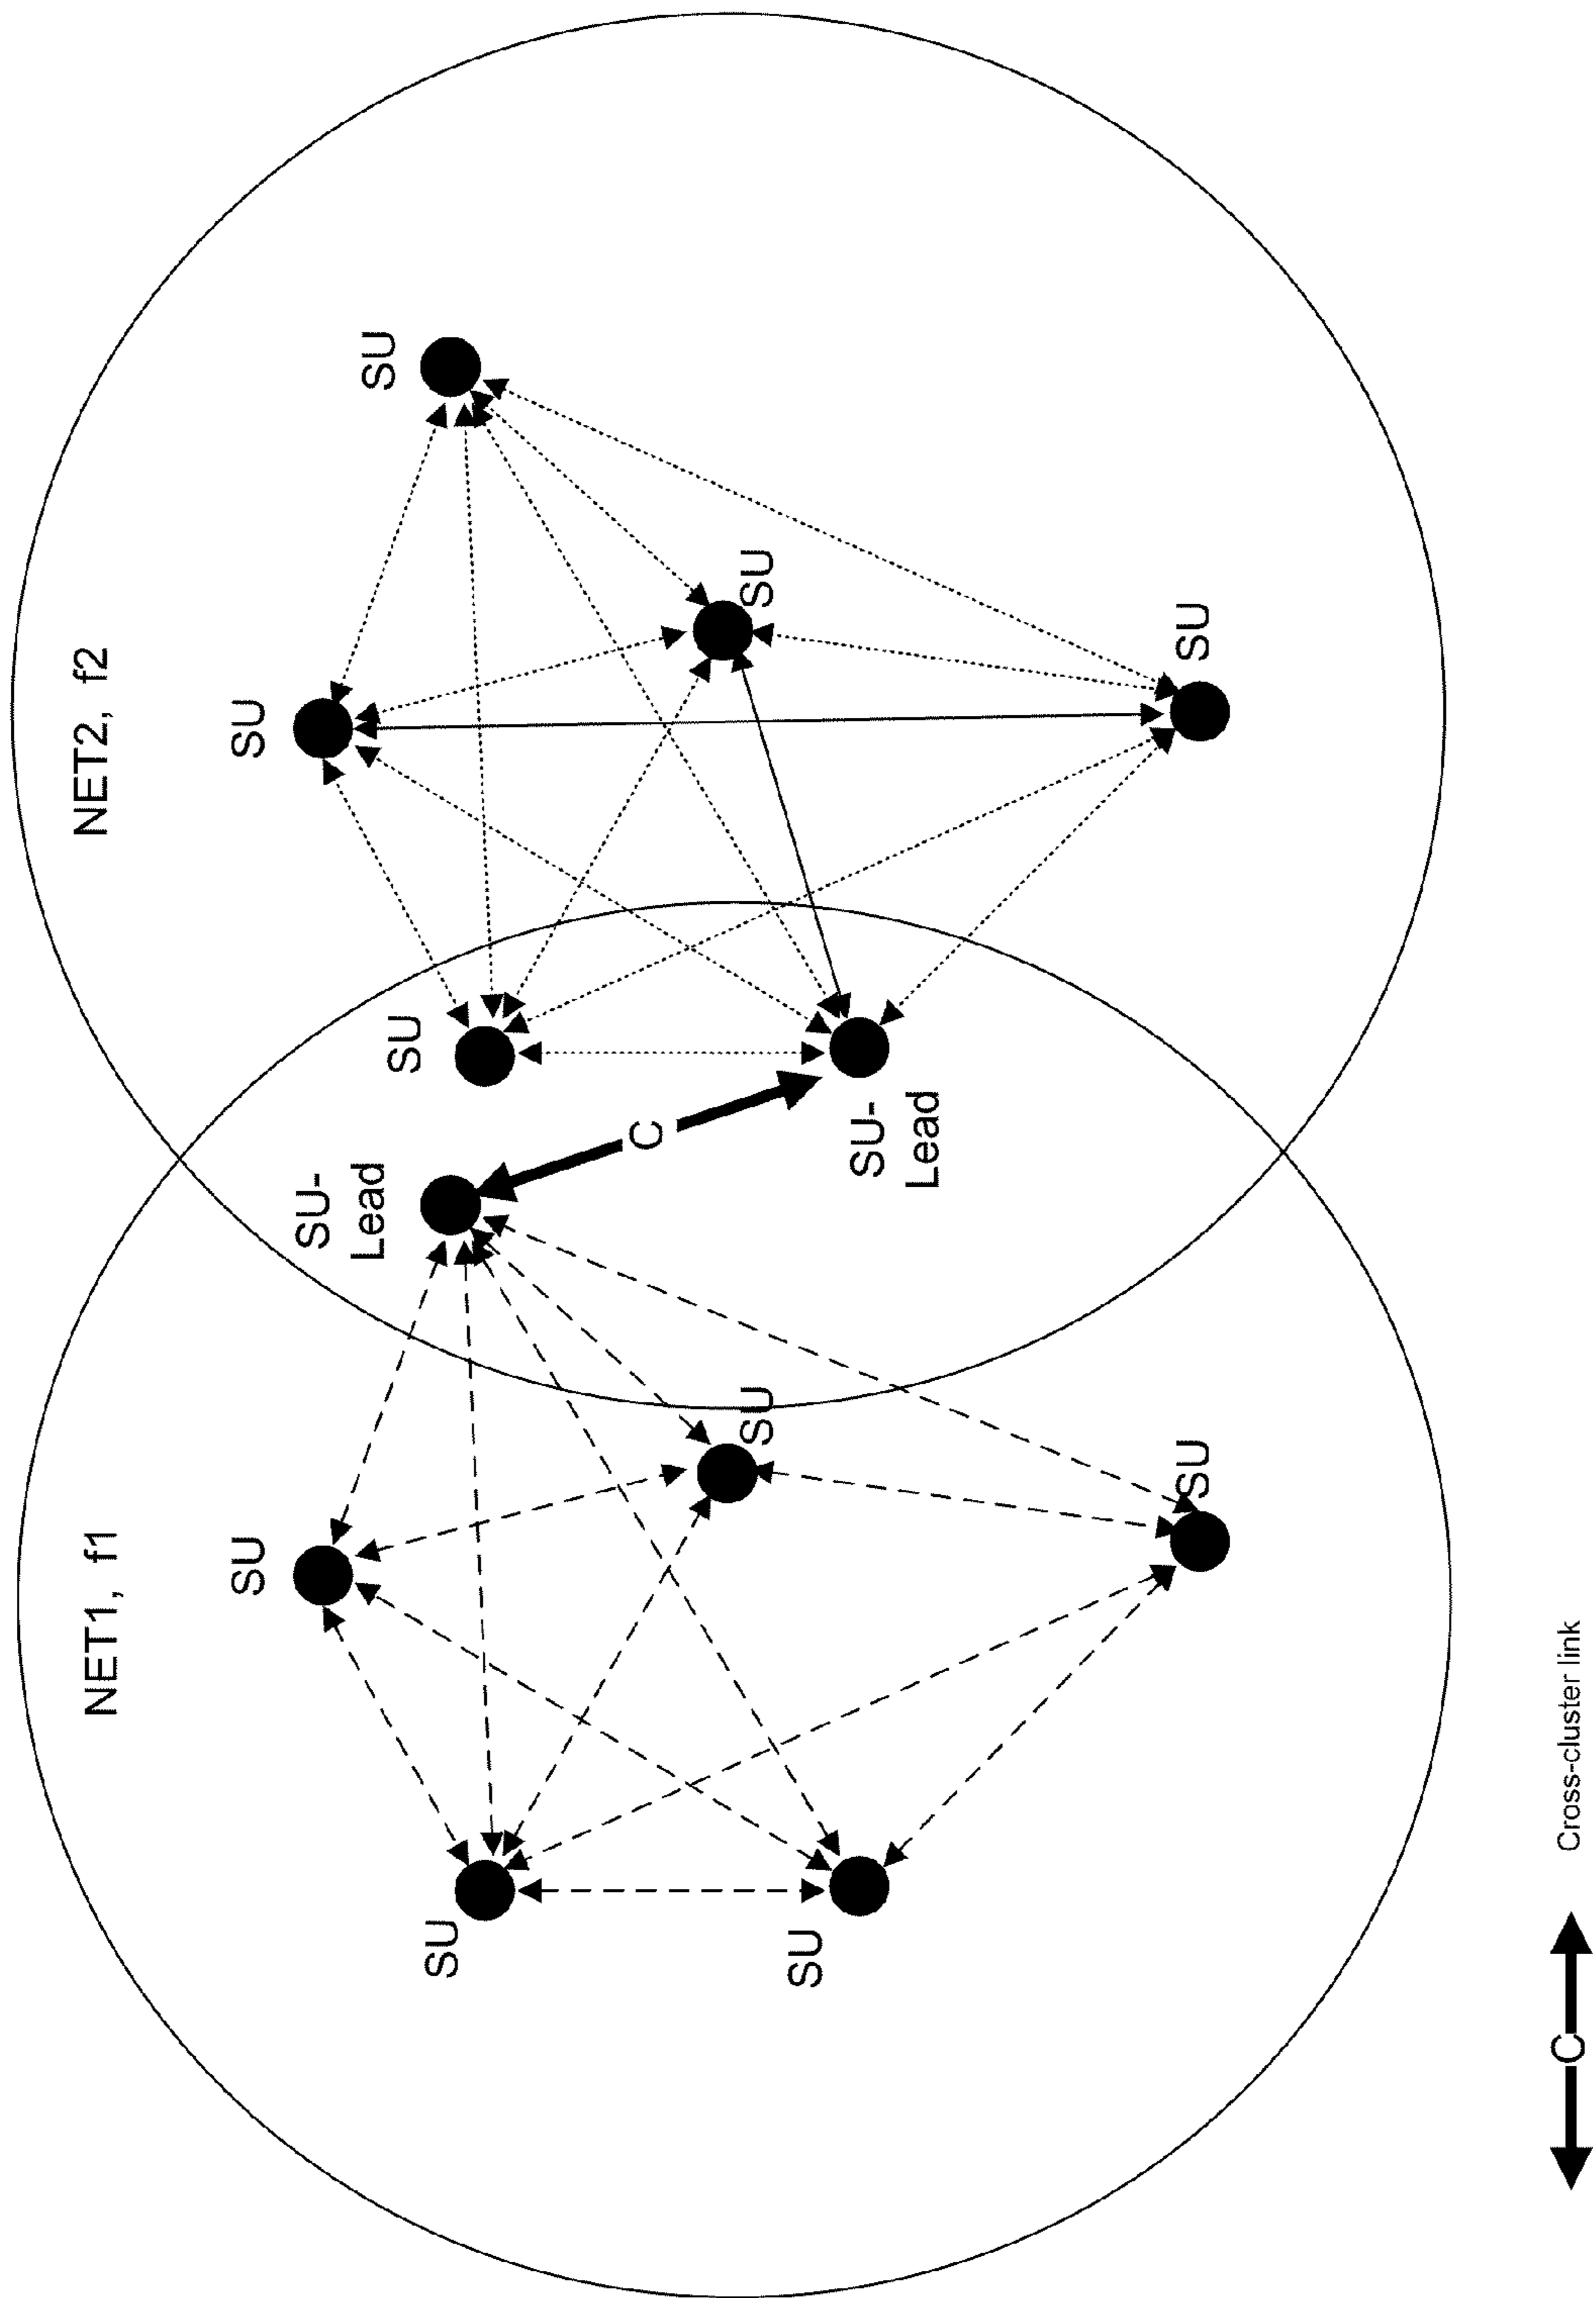 NET1, f1
NET2, f2
SU
SU
SU-
Lead
SU
SU
SU
C
SU
SU
SU
SU-
Lead
SU
SU
C
Cross-cluster link